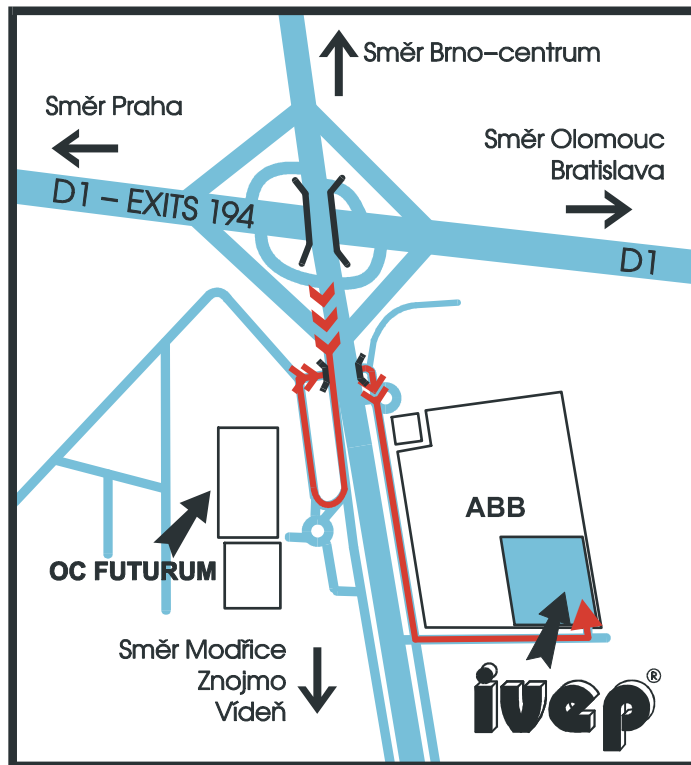 Směr Brno–centrum
Směr Praha
Směr Olomouc
Bratislava
D1 – EXITS 194
D1
ABB
OC FUTURUM
Směr Modřice
Znojmo
Vídeň
ivep®